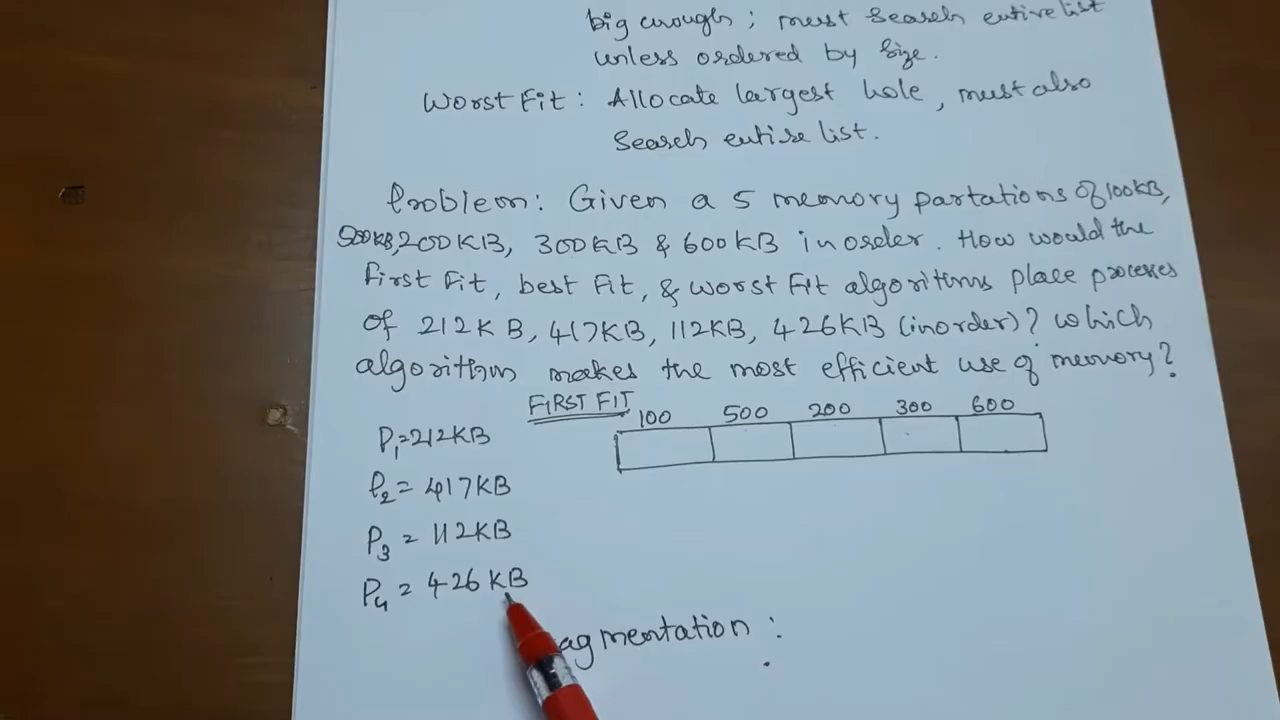 big enough ; must search entire list
unless ordered by size.
Worst Fit : Allocate largest hole, must also
Search entire list.
Problem: Given a 5 memory partations of 100KB,
500KB, 200KB, 300KB & 600KB in order. How would the
first fit, best fit, & worst fit algorithms place processes
of 212KB, 417KB, 112KB, 426KB (inorder)? Which
algorithm makes the most efficient use of memory?
FIRST FIT
100 500 200 300 600
P1=212KB
P2= 417KB
P3 = 112KB
P4 = 426KB
agmentation :